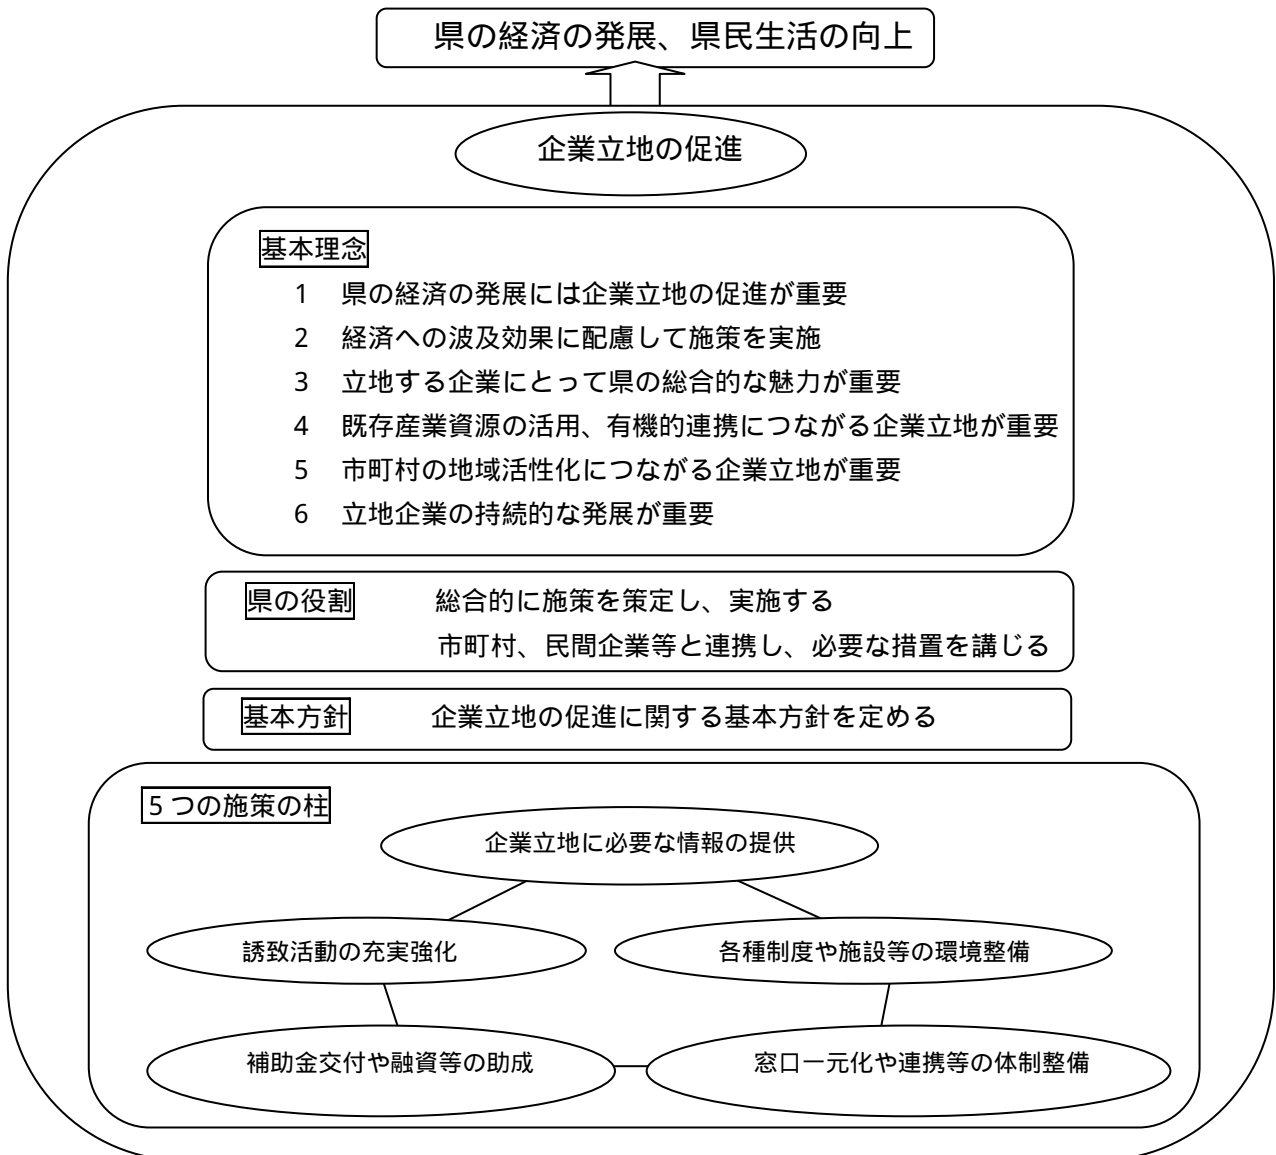 県の経済の発展、県民生活の向上
企業立地の促進
基本理念
1 県の経済の発展には企業立地の促進が重要
2 経済への波及効果に配慮して施策を実施
3 立地する企業にとって県の総合的な魅力が重要
4 既存産業資源の活用、有機的連携につながる企業立地が重要
5 市町村の地域活性化につながる企業立地が重要
6 立地企業の持続的な発展が重要
県の役割 総合的に施策を策定し、実施する
市町村、民間企業等と連携し、必要な措置を講じる
基本方針 企業立地の促進に関する基本方針を定める
５つの施策の柱
企業立地に必要な情報の提供
誘致活動の充実強化 各種制度や施設等の環境整備
補助金交付や融資等の助成 窓口一元化や連携等の体制整備